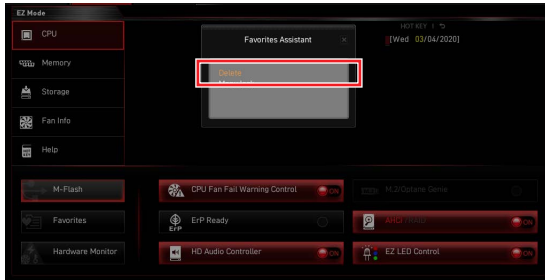 EZ Mode
HOT KEY
CPU
Favorites Assistant
[Wed 03/04/2020]
Memory
Delete
Storage
Fan Info
Help
M-Flash
CPU Fan Fail Warning Control
ON
M.2/Optane Genie
Favorites
ErP
ErP Ready
AHCI /RAID
ON
Hardware Monitor
HD Audio Controller
ON
EZ LED Control
ON